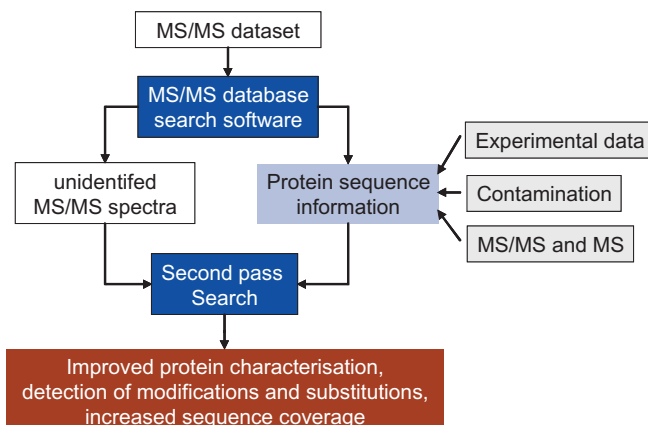 MS/MS dataset
MS/MS database
search software
Experimental data
unidentifed
MS/MS spectra
Protein sequence
information
Contamination
MS/MS and MS
Second pass
Search
Improved protein characterisation,
detection of modifications and substitutions,
increased sequence coverage